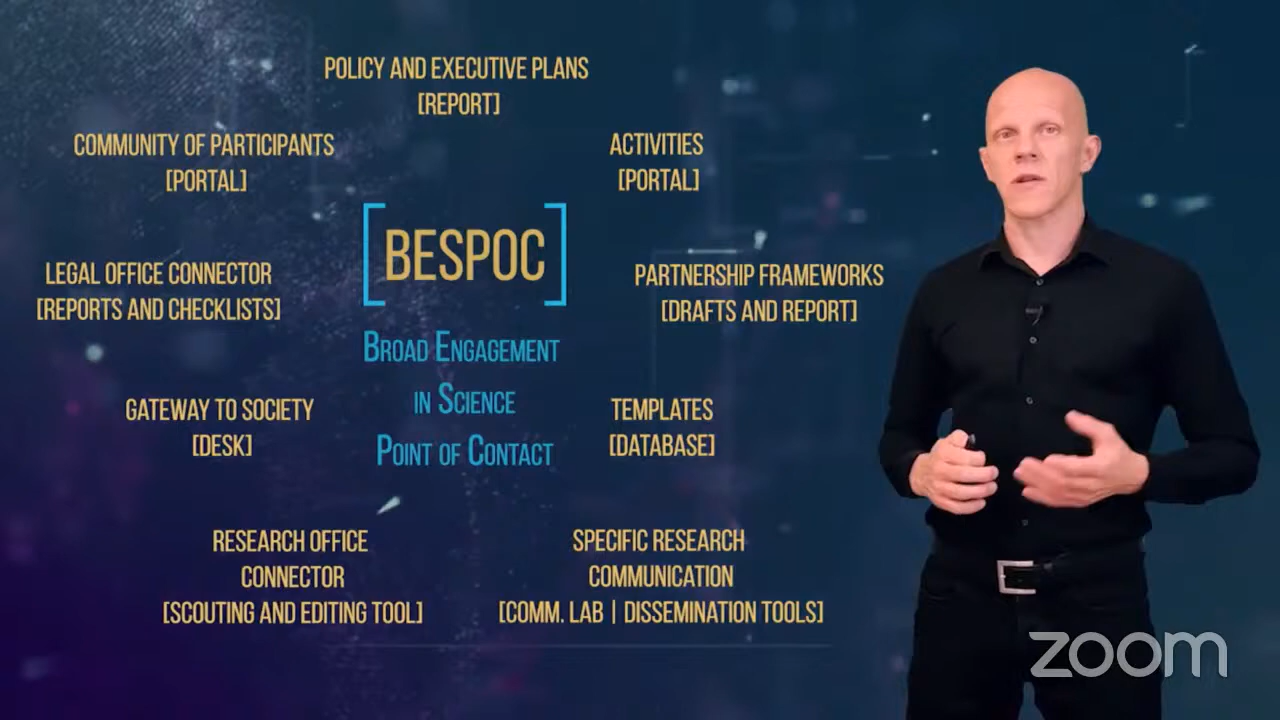 POLICY AND EXECUTIVE PLANS
[REPORT]
COMMUNITY OF PARTICIPANTS
[PORTAL]
ACTIVITIES
[PORTAL]
[BESPOC]
BROAD ENGAGEMENT
IN SCIENCE
POINT OF CONTACT
LEGAL OFFICE CONNECTOR
[REPORTS AND CHECKLISTS]
PARTNERSHIP FRAMEWORKS
[DRAFTS AND REPORT]
GATEWAY TO SOCIETY
[DESK]
TEMPLATES
[DATABASE]
RESEARCH OFFICE
CONNECTOR
[SCOUTING AND EDITING TOOL]
SPECIFIC RESEARCH
COMMUNICATION
[COMM. LAB | DISSEMINATION TOOLS]
zoom